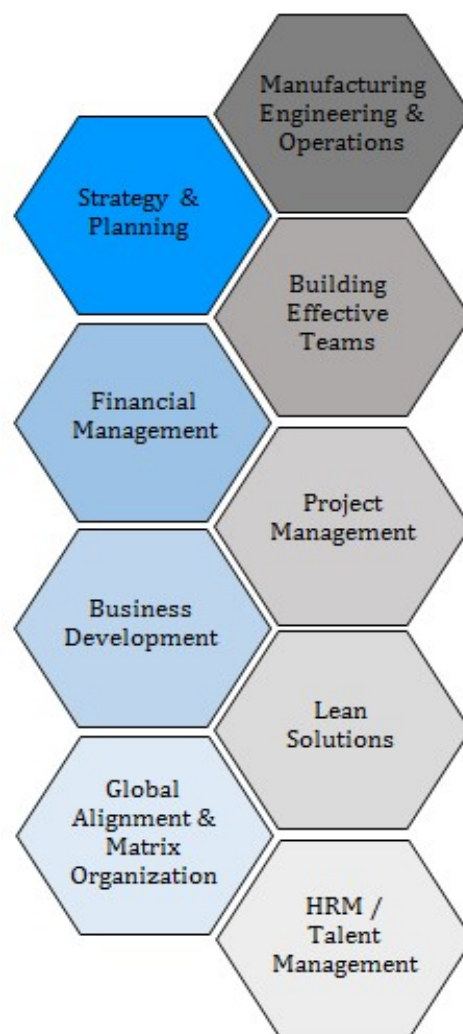 Manufacturing
Engineering &
Operations
Strategy &
Planning
Building
Effective
Teams
Financial
Management
Project
Management
Business
Development
Lean
Solutions
Global
Alignment &
Matrix
Organization
HRM /
Talent
Management